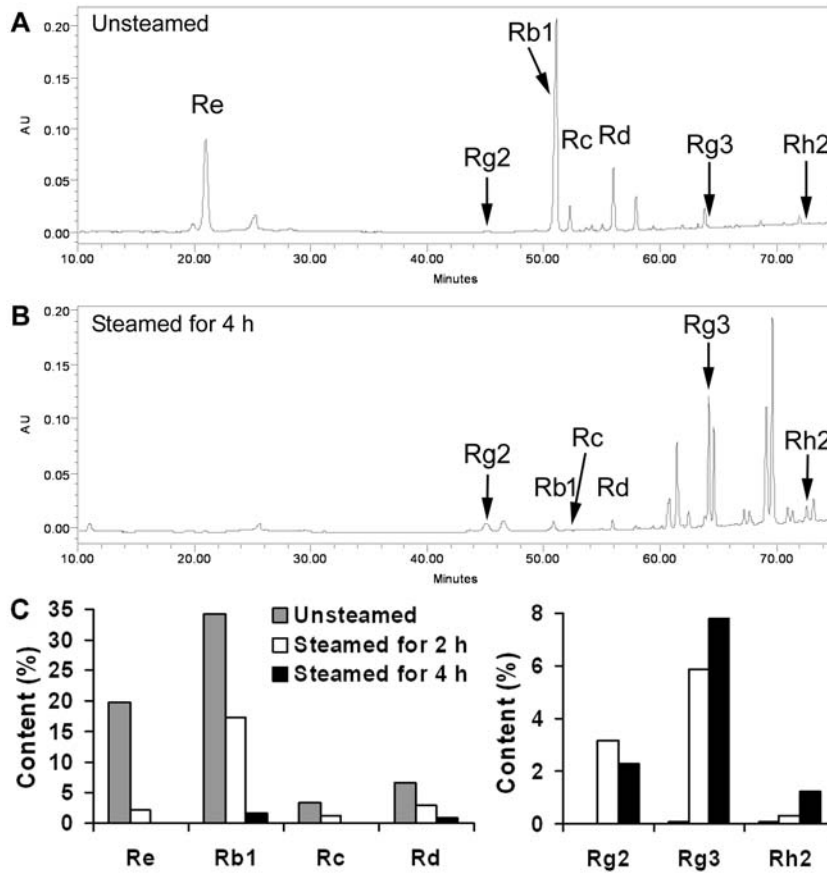 A
Unsteamed
Re
Rg2
Rb1
Rc
Rd
Rg3
Rh2
AU
0.20
0.15
0.10
0.05
0.00
10.00 20.00 30.00 40.00 50.00 60.00 70.00
Minutes
B
Steamed for 4 h
Rg2
Rb1
Rc
Rd
Rg3
Rh2
AU
0.20
0.15
0.10
0.05
0.00
10.00 20.00 30.00 40.00 50.00 60.00 70.00
Minutes
C
Unsteamed
Steamed for 2 h
Steamed for 4 h
Content (%)
35
30
25
20
15
10
5
0
Re Rb1 Rc Rd
Content (%)
8
6
4
2
0
Rg2 Rg3 Rh2